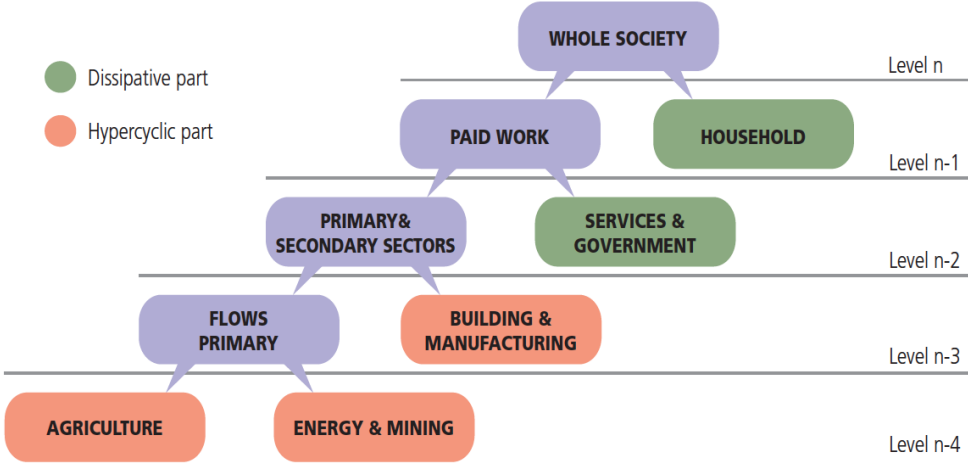 WHOLE SOCIETY
Level n
Dissipative part
Hypercyclic part
PAID WORK
HOUSEHOLD
Level n-1
PRIMARY&
SECONDARY SECTORS
SERVICES &
GOVERNMENT
Level n-2
FLOWS
PRIMARY
BUILDING &
MANUFACTURING
Level n-3
AGRICULTURE
ENERGY & MINING
Level n-4